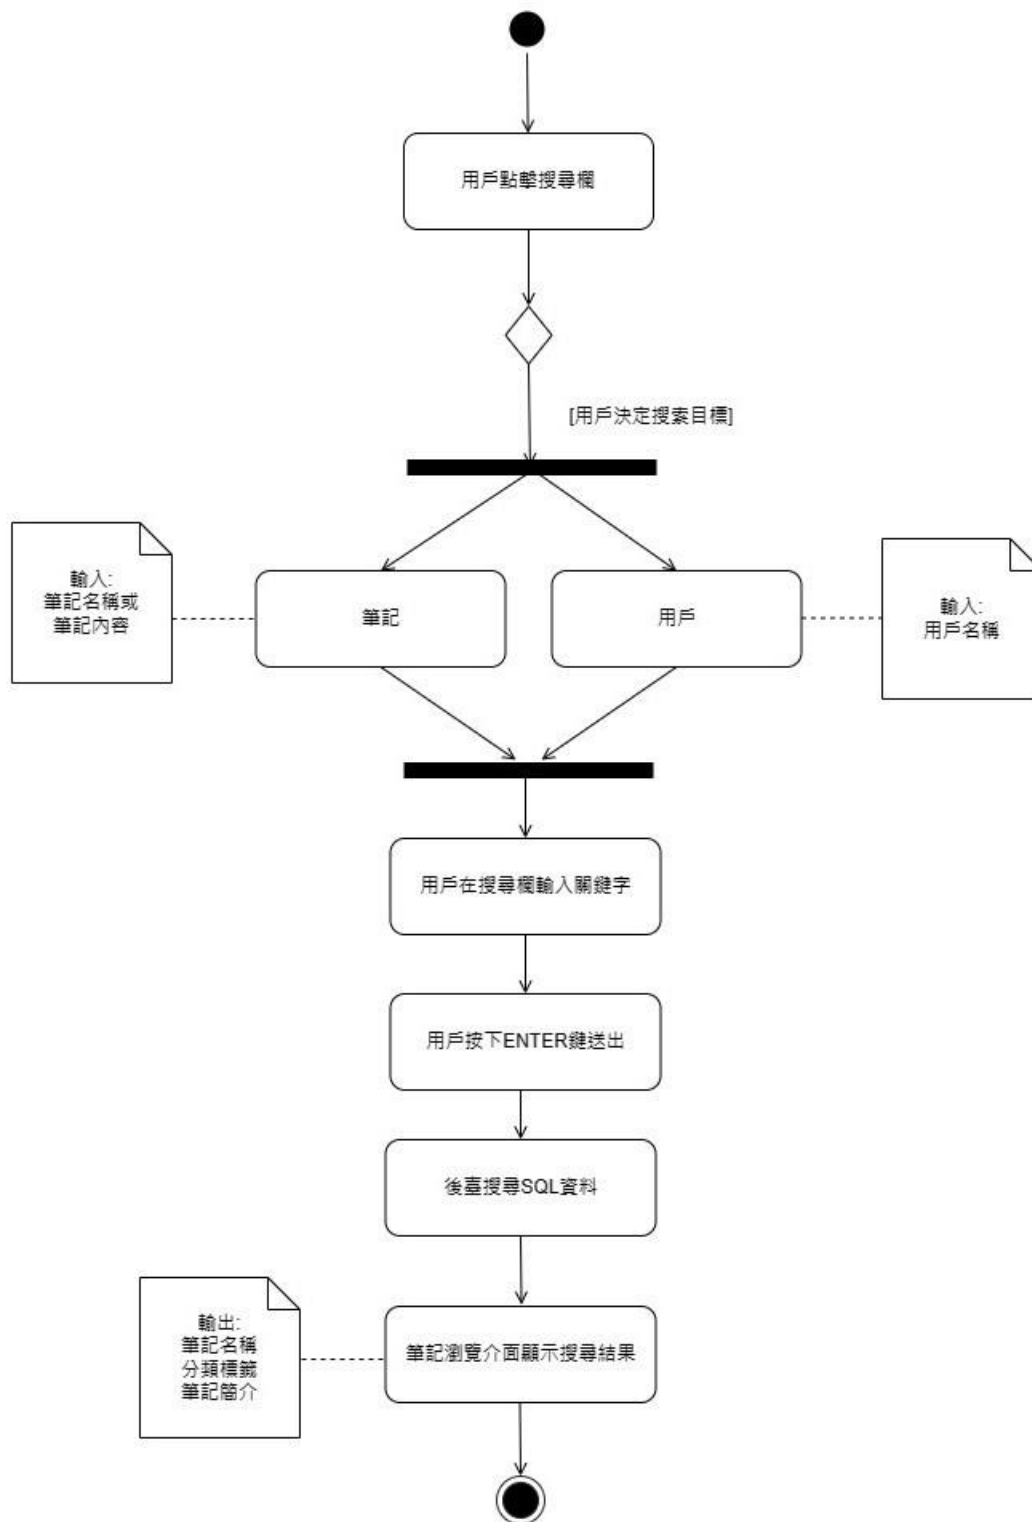 用戶點擊搜尋欄
[用戶決定搜索目標]
輸入:
筆記名稱或
筆記內容
筆記
用戶
輸入:
用戶名稱
用戶在搜尋欄輸入關鍵字
用戶按下ENTER鍵送出
後臺搜尋SQL資料
輸出:
筆記名稱
分類標籤
筆記簡介
筆記瀏覽介面顯示搜尋結果